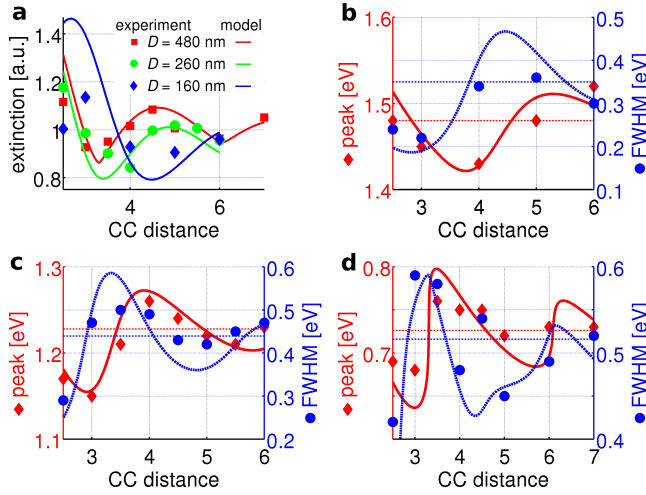 a
experiment model
D = 480 nm
D = 260 nm
D = 160 nm
extinction [a.u.]
1.4
1.2
1
0.8
3 4 5 6 7
CC distance
b
peak [eV]
1.6
1.5
1.4
0.5
0.4
0.3
0.2
0.1
FWHM [eV]
3 4 5 6
CC distance
c
peak [eV]
1.3
1.2
1.1
0.6
0.5
0.4
0.3
0.2
FWHM [eV]
3 4 5 6
CC distance
d
peak [eV]
0.8
0.7
0.6
0.5
0.4
FWHM [eV]
3 4 5 6 7
CC distance